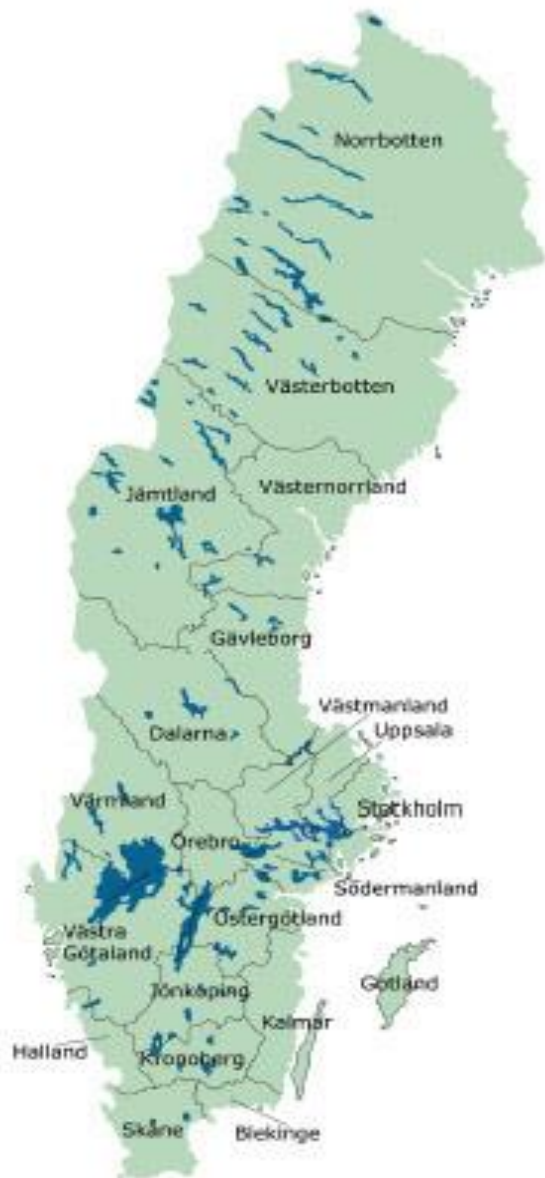 Norrbotten
Västerbotten
Västernorrland
Jämtland
Gävleborg
Västmanland
Uppsala
Dalarna
Värmland
Stockholm
Örebro
Södermanland
Östergötland
Västra
Götaland
Gotland
Jönköping
Kalmar
Halland
Kronoberg
Skåne
Blekinge